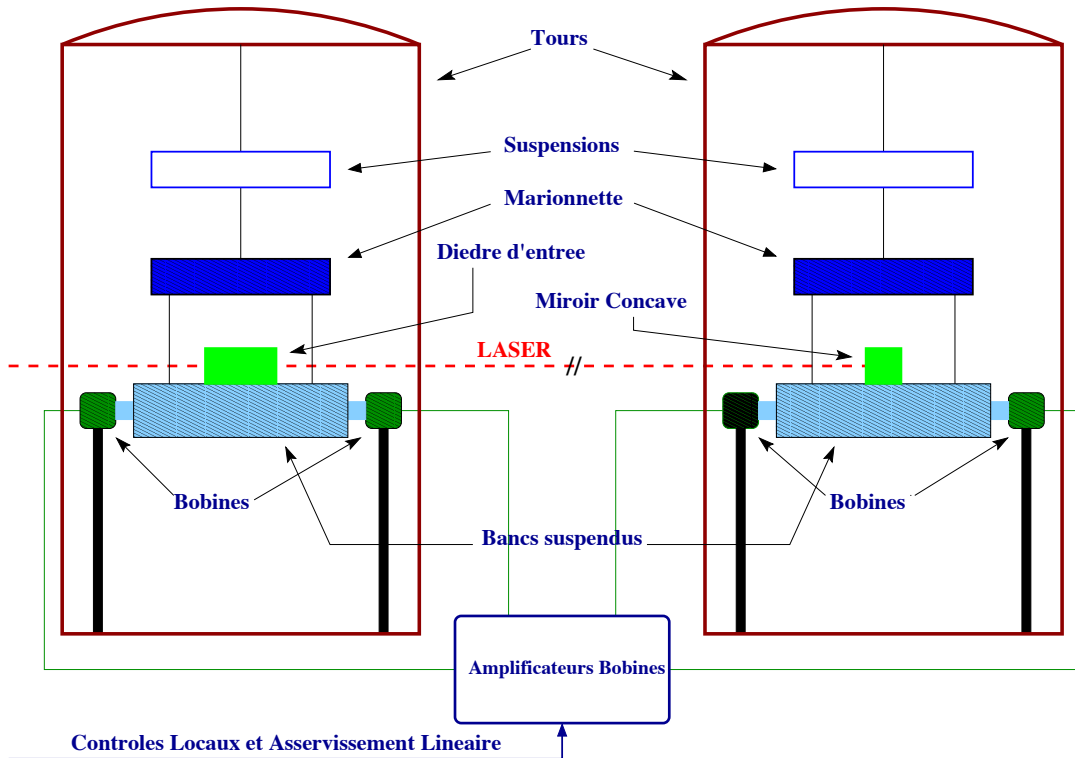 Tours
Suspensions
Marionnette
Diedre d'entree
Miroir Concave
LASER
//
Bobines
Bobines
Bancs suspendus
Amplificateurs Bobines
Controles Locaux et Asservissement Lineaire